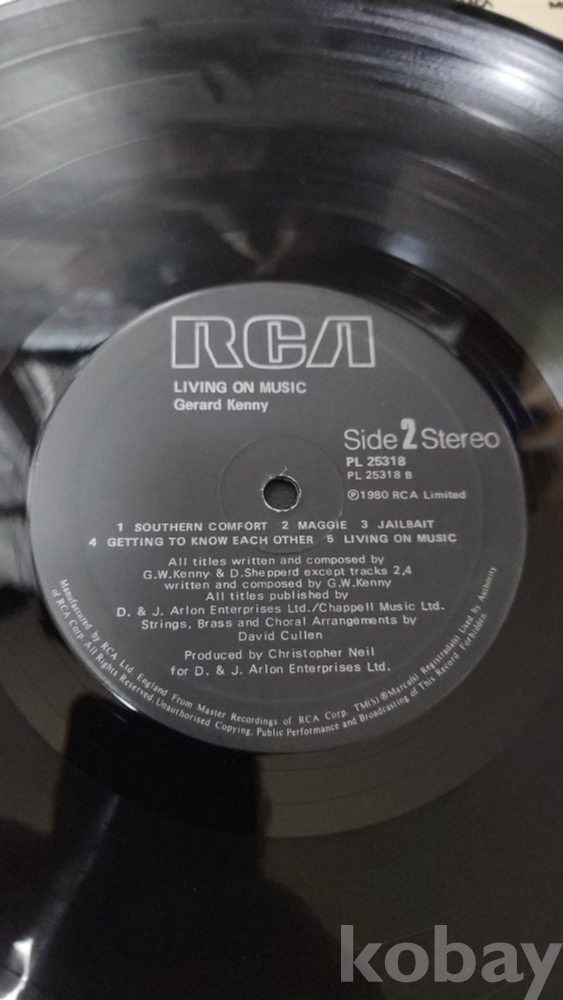 RCA
LIVING ON MUSIC
Gerard Kenny
Side 2 Stereo
PL 25318
PL 25318 B
℗1980 RCA Limited
1 SOUTHERN COMFORT 2 MAGGIE 3 JAILBAIT
4 GETTING TO KNOW EACH OTHER 5 LIVING ON MUSIC
All titles written and composed by
G.W.Kenny & D.Shepperd except tracks 2,4
written and composed by G.W.Kenny
All titles published by
D. & J. Arlon Enterprises Ltd./Chappell Music Ltd.
Strings, Brass and Choral Arrangements by
David Cullen
Produced by Christopher Neil
for D. & J. Arlon Enterprises Ltd.
Manufactured by RCA Ltd. England From Master Recordings of RCA Corp. TM(S) ® Marca(s) Registrada(s) Used by Authority
of RCA Corp. All Rights Reserved. Unauthorised Copying, Public Performance and Broadcasting of This Record Forbidden
kobay